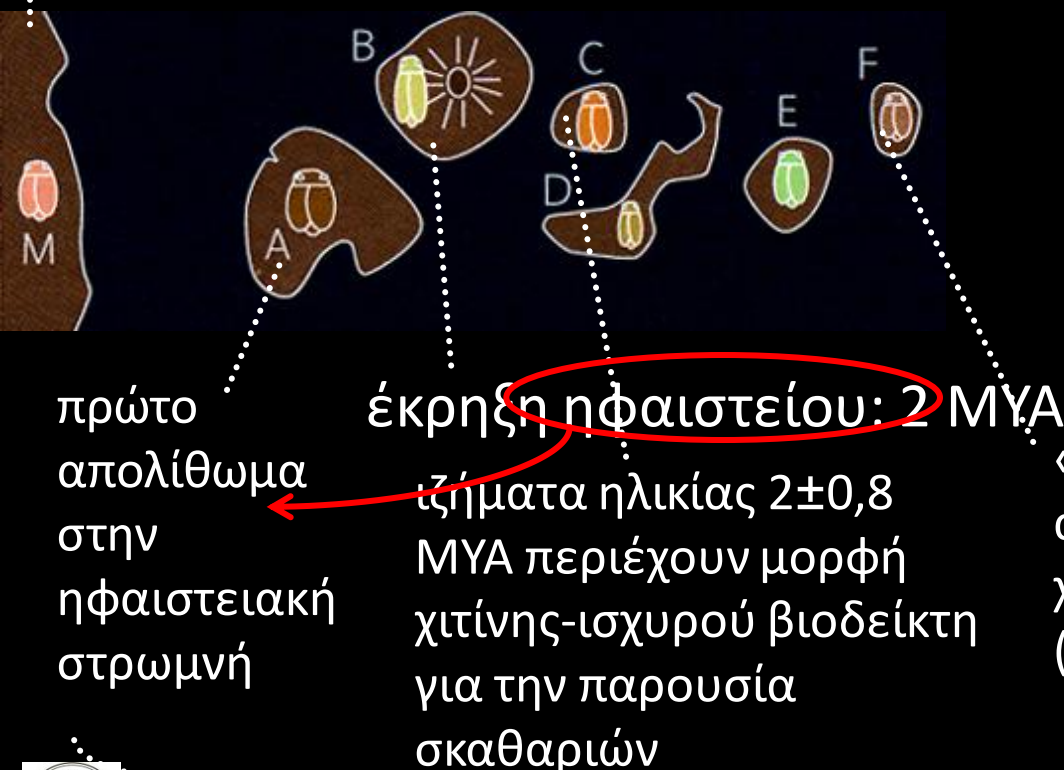 B
C
F
E
D
A
M
πρώτο
απολίθωμα
στην
ηφαιστειακή
στρωμνή
έκρηξη ηφαιστείου: 2 MYA
ιζήματα ηλικίας 2±0,8
MYA περιέχουν μορφή
χιτίνης-ισχυρού βιοδείκτη
για την παρουσία
σκαθαριών